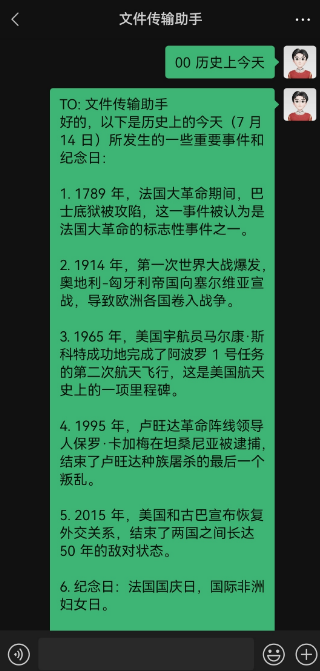 文件传输助手
00 历史上今天
TO: 文件传输助手
好的，以下是历史上的今天（7 月
14 日）所发生的一些重要事件和
纪念日：
1. 1789 年，法国大革命期间，巴
士底狱被攻陷，这一事件被认为是
法国大革命的标志性事件之一。
2. 1914 年，第一次世界大战爆发，
奥地利-匈牙利帝国向塞尔维亚宣
战，导致欧洲各国卷入战争。
3. 1965 年，美国宇航员马尔康·斯
科特成功地完成了阿波罗 1 号任务
的第二次航天飞行，这是美国航天
史上的一项里程碑。
4. 1995 年，卢旺达革命阵线领导
人保罗·卡加梅在坦桑尼亚被逮捕，
结束了卢旺达种族屠杀的最后一个
叛乱。
5. 2015 年，美国和古巴宣布恢复
外交关系，结束了两国之间长达
50 年的敌对状态。
6. 纪念日：法国国庆日，国际非洲
妇女日。